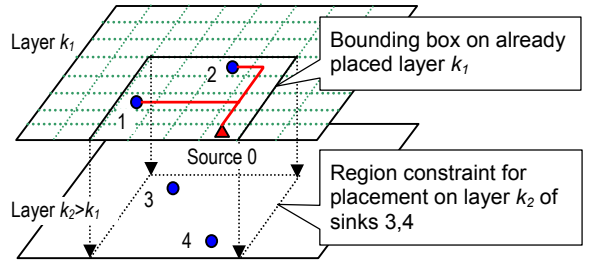 Layer k1
Bounding box on already
placed layer k1
2
1
Source 0
Region constraint for
placement on layer k2 of
sinks 3,4
3
Layer k2>k1
4